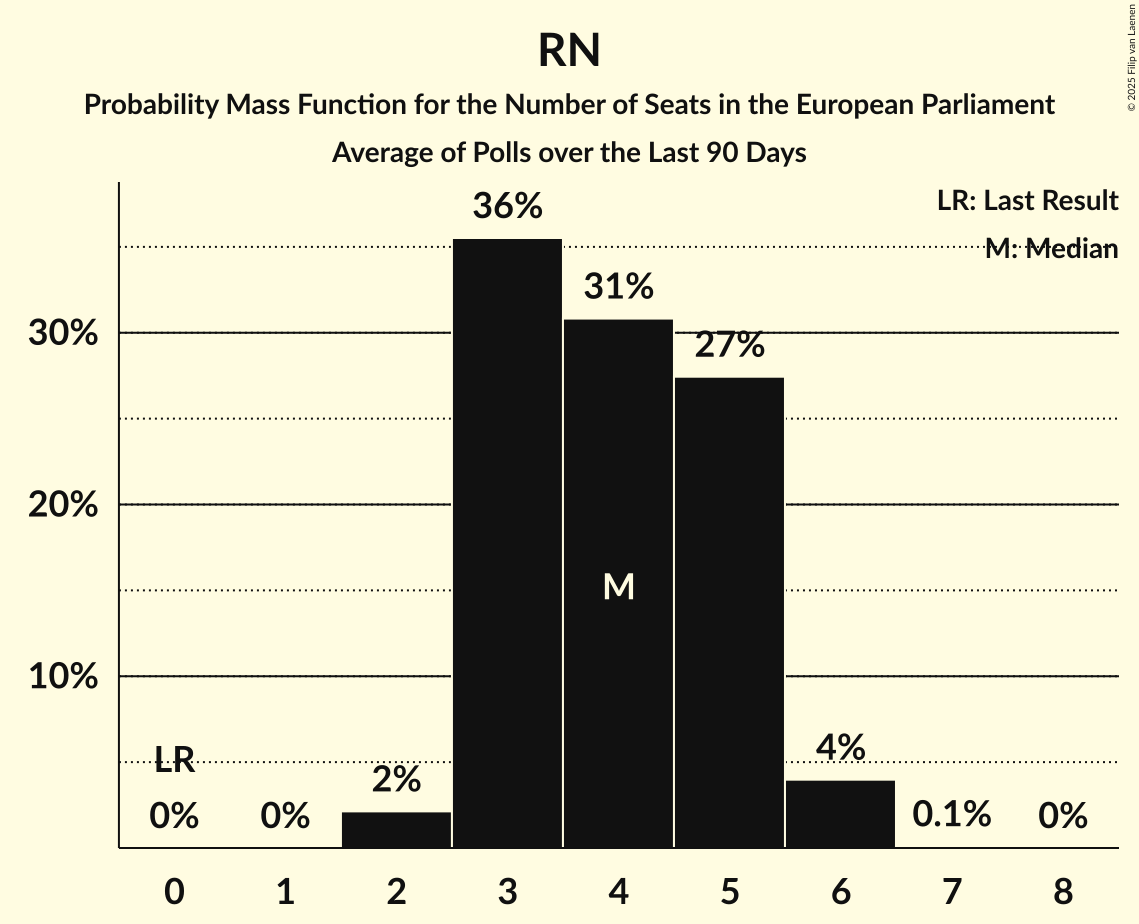 RN
Probability Mass Function for the Number of Seats in the European Parliament
Average of Polls over the Last 90 Days
© 2025 Filip van Laenen
LR: Last Result
M: Median
36%
31%
30%
27%
20%
M
10%
LR
4%
2%
0% 0% 0.1% 0%
0 1 2 3 4 5 6 7 8